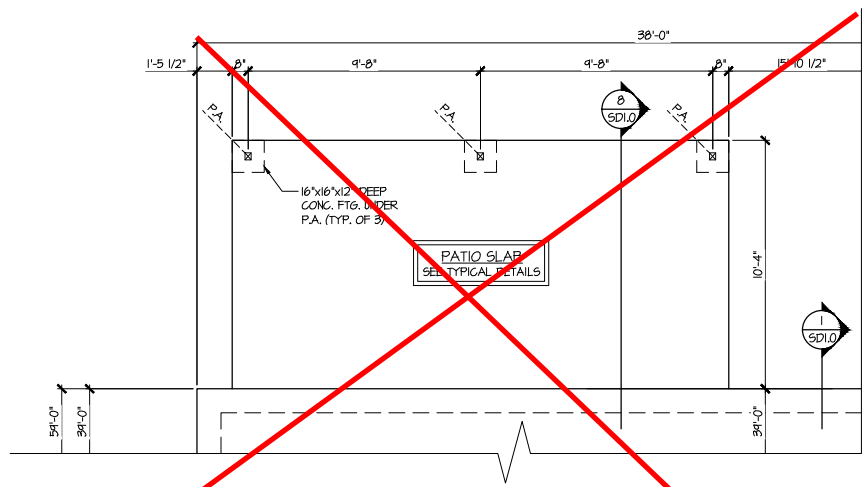 38'-0"
1'-5 1/2"
8"
9'-8"
9'-8"
8"
15'-10 1/2"
8
SD1.0
P.A.
P.A.
16"x16"x12" DEEP
CONC. FTG. UNDER
P.A. (TYP. OF 3)
PATIO SLAB
SEE TYPICAL DETAILS
10'-4"
1
SD1.0
59'-0"
39'-0"
39'-0"